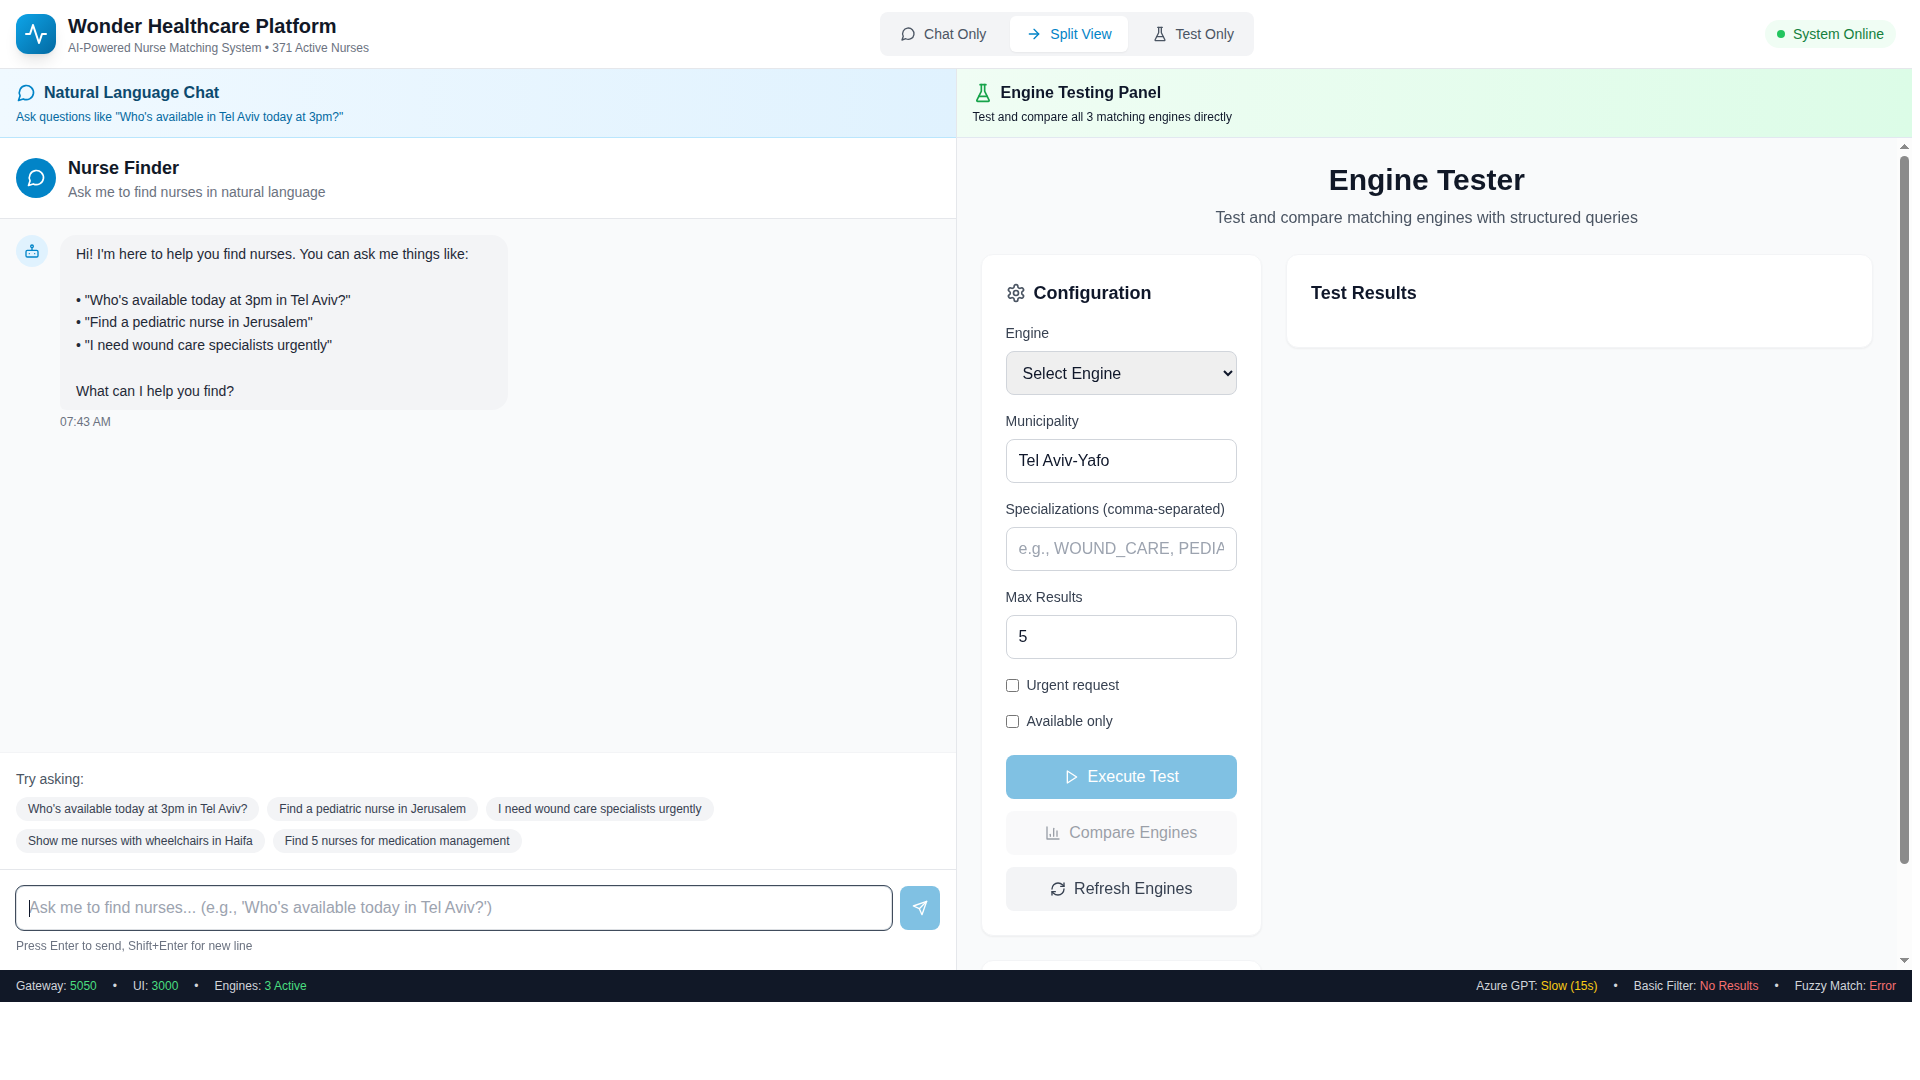 Wonder Healthcare Platform
AI-Powered Nurse Matching System • 371 Active Nurses
Chat Only
Split View
Test Only
System Online
Natural Language Chat
Ask questions like "Who's available in Tel Aviv today at 3pm?"
Nurse Finder
Ask me to find nurses in natural language
Hi! I'm here to help you find nurses. You can ask me things like:
• "Who's available today at 3pm in Tel Aviv?"
• "Find a pediatric nurse in Jerusalem"
• "I need wound care specialists urgently"
What can I help you find?
07:43 AM
Try asking:
Who's available today at 3pm in Tel Aviv?
Find a pediatric nurse in Jerusalem
I need wound care specialists urgently
Show me nurses with wheelchairs in Haifa
Find 5 nurses for medication management
Ask me to find nurses... (e.g., 'Who's available today in Tel Aviv?')
Press Enter to send, Shift+Enter for new line
Engine Testing Panel
Test and compare all 3 matching engines directly
Engine Tester
Test and compare matching engines with structured queries
Configuration
Engine
Select Engine
Municipality
Tel Aviv-Yafo
Specializations (comma-separated)
e.g., WOUND_CARE, PEDIA
Max Results
5
Urgent request
Available only
Execute Test
Compare Engines
Refresh Engines
Test Results
Gateway: 5050 • UI: 3000 • Engines: 3 Active
Azure GPT: Slow (15s) • Basic Filter: No Results • Fuzzy Match: Error